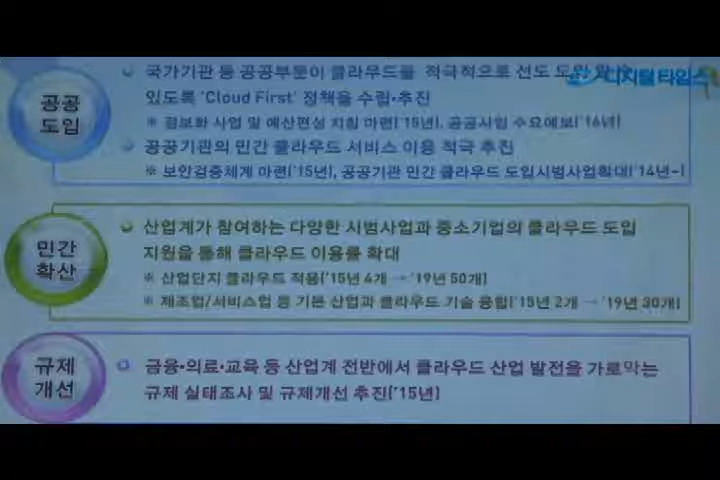 공공
도입
국가기관 등 공공부문이 클라우드를 적극적으로 선도 도입
디지털타임스
있도록 'Cloud First' 정책을 수립·추진
※ 정보화 사업 및 예산편성 지침 마련('15년), 공공시장 수요예보('16년)
공공기관의 민간 클라우드 서비스 이용 적극 추진
※ 보안검증체계 마련('15년), 공공기관 민간 클라우드 도입시범사업확대('14년~)
민간
확산
산업계가 참여하는 다양한 시범사업과 중소기업의 클라우드 도입
지원을 통해 클라우드 이용률 확대
※ 산업단지 클라우드 적용('15년 4개 → '19년 50개)
※ 제조업/서비스업 등 기본 산업과 클라우드 기술 융합('15년 2개 → '19년 30개)
규제
개선
금융·의료·교육 등 산업계 전반에서 클라우드 산업 발전을 가로막는
규제 실태조사 및 규제개선 추진('15년)